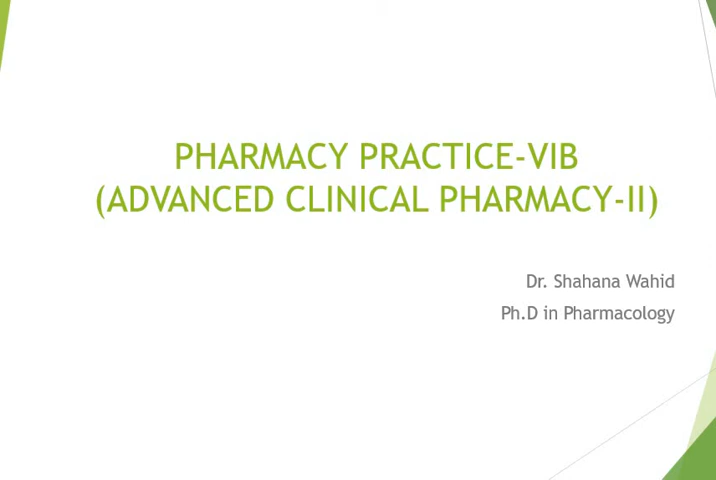 PHARMACY PRACTICE-VIB
(ADVANCED CLINICAL PHARMACY-II)
Dr. Shahana Wahid
Ph.D in Pharmacology